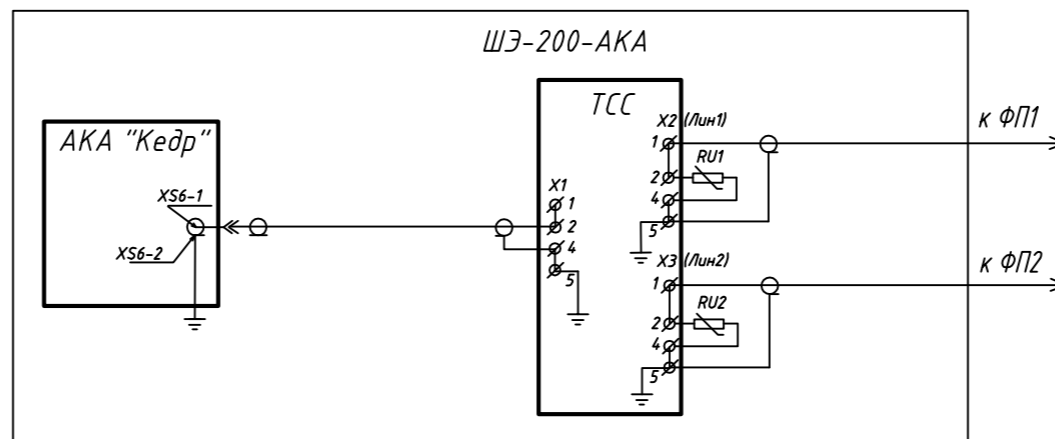 ШЭ-200-АКА
АКА "Кедр"
XS6-1
XS6-2
ТСС
X1
1
2
4
5
X2 (Лин1)
1
RU1
2
4
5
к ФП1
X3 (Лин2)
1
RU2
2
4
5
к ФП2